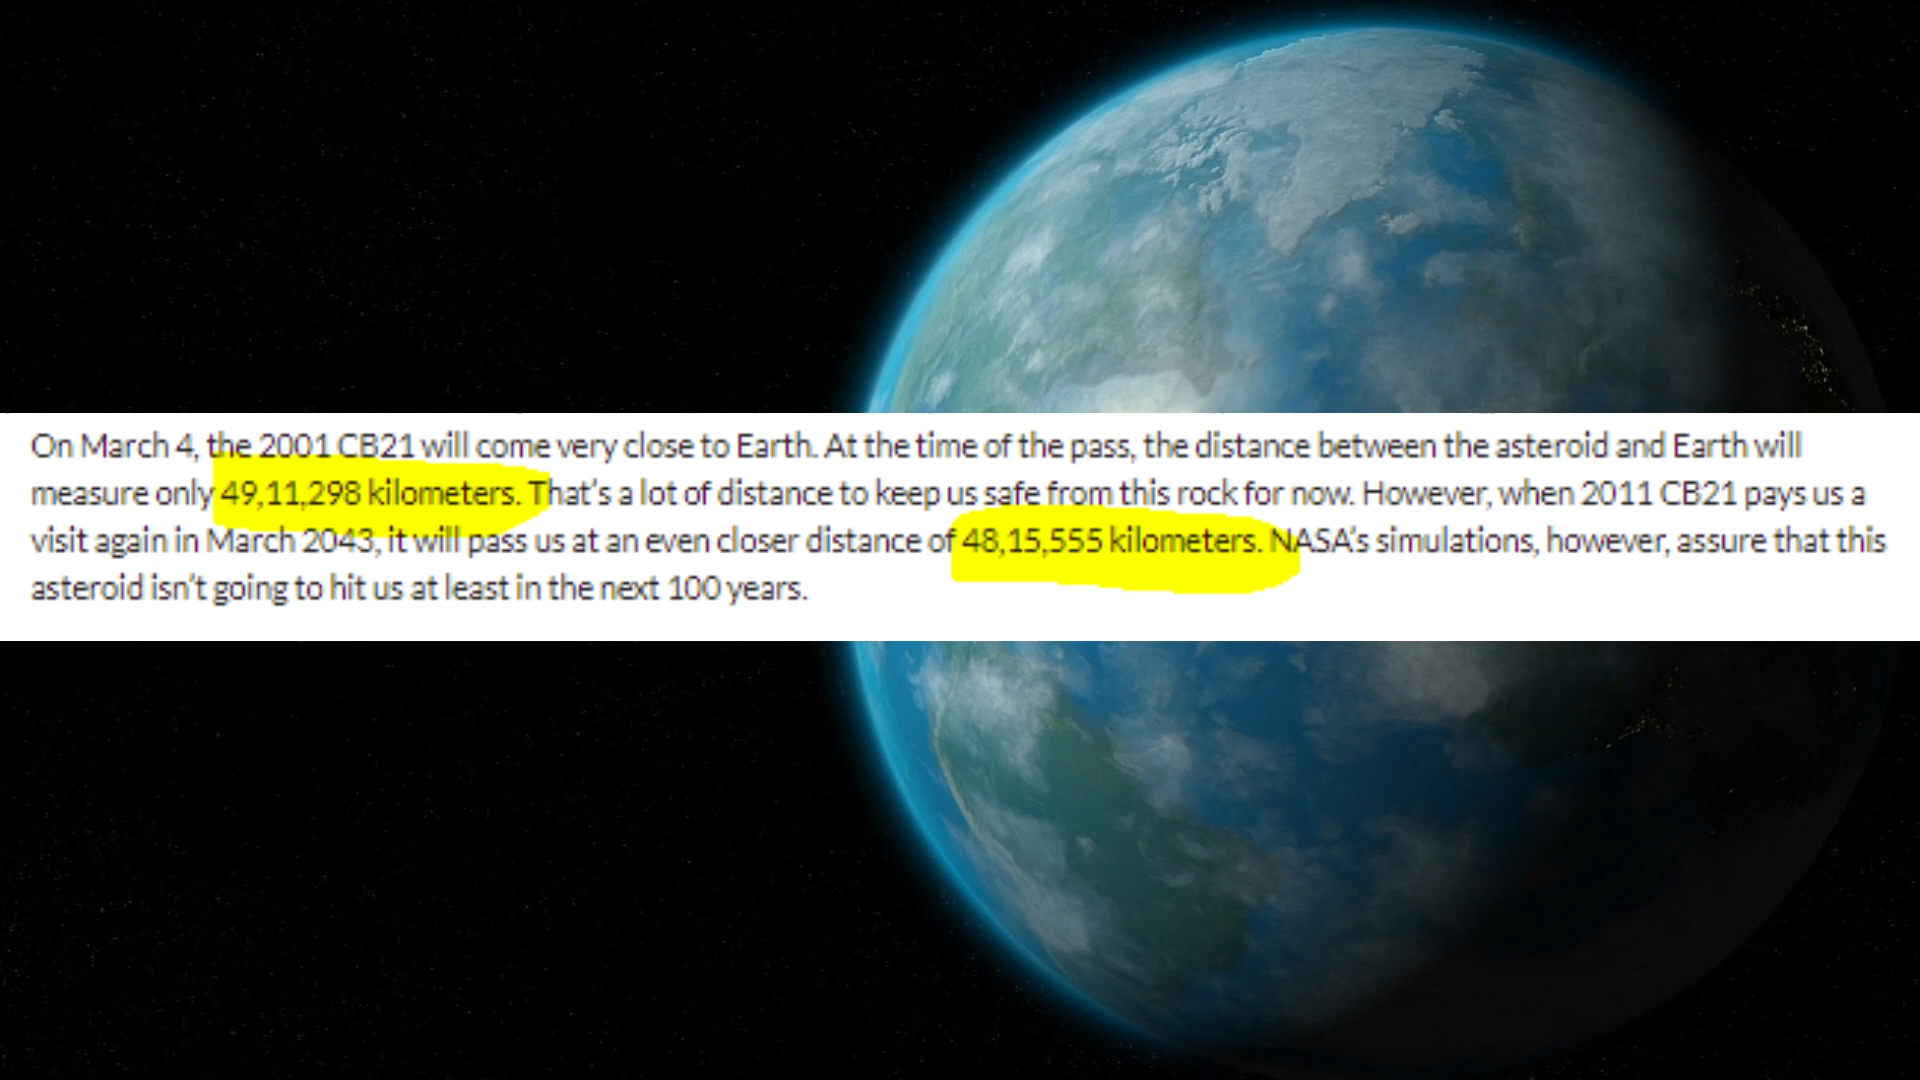 On March 4, the 2001 CB21 will come very close to Earth. At the time of the pass, the distance between the asteroid and Earth will
measure only 49,11,298 kilometers. That's a lot of distance to keep us safe from this rock for now. However, when 2011 CB21 pays us a
visit again in March 2043, it will pass us at an even closer distance of 48,15,555 kilometers. NASA's simulations, however, assure that this
asteroid isn't going to hit us at least in the next 100 years.